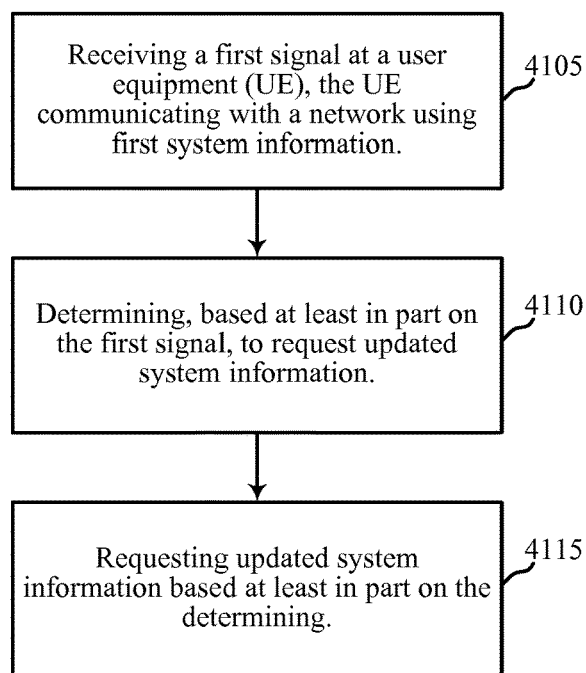 Receiving a first signal at a user
equipment (UE), the UE
communicating with a network using
first system information.
4105
Determining, based at least in part on
the first signal, to request updated
system information.
4110
Requesting updated system
information based at least in part on the
determining.
4115